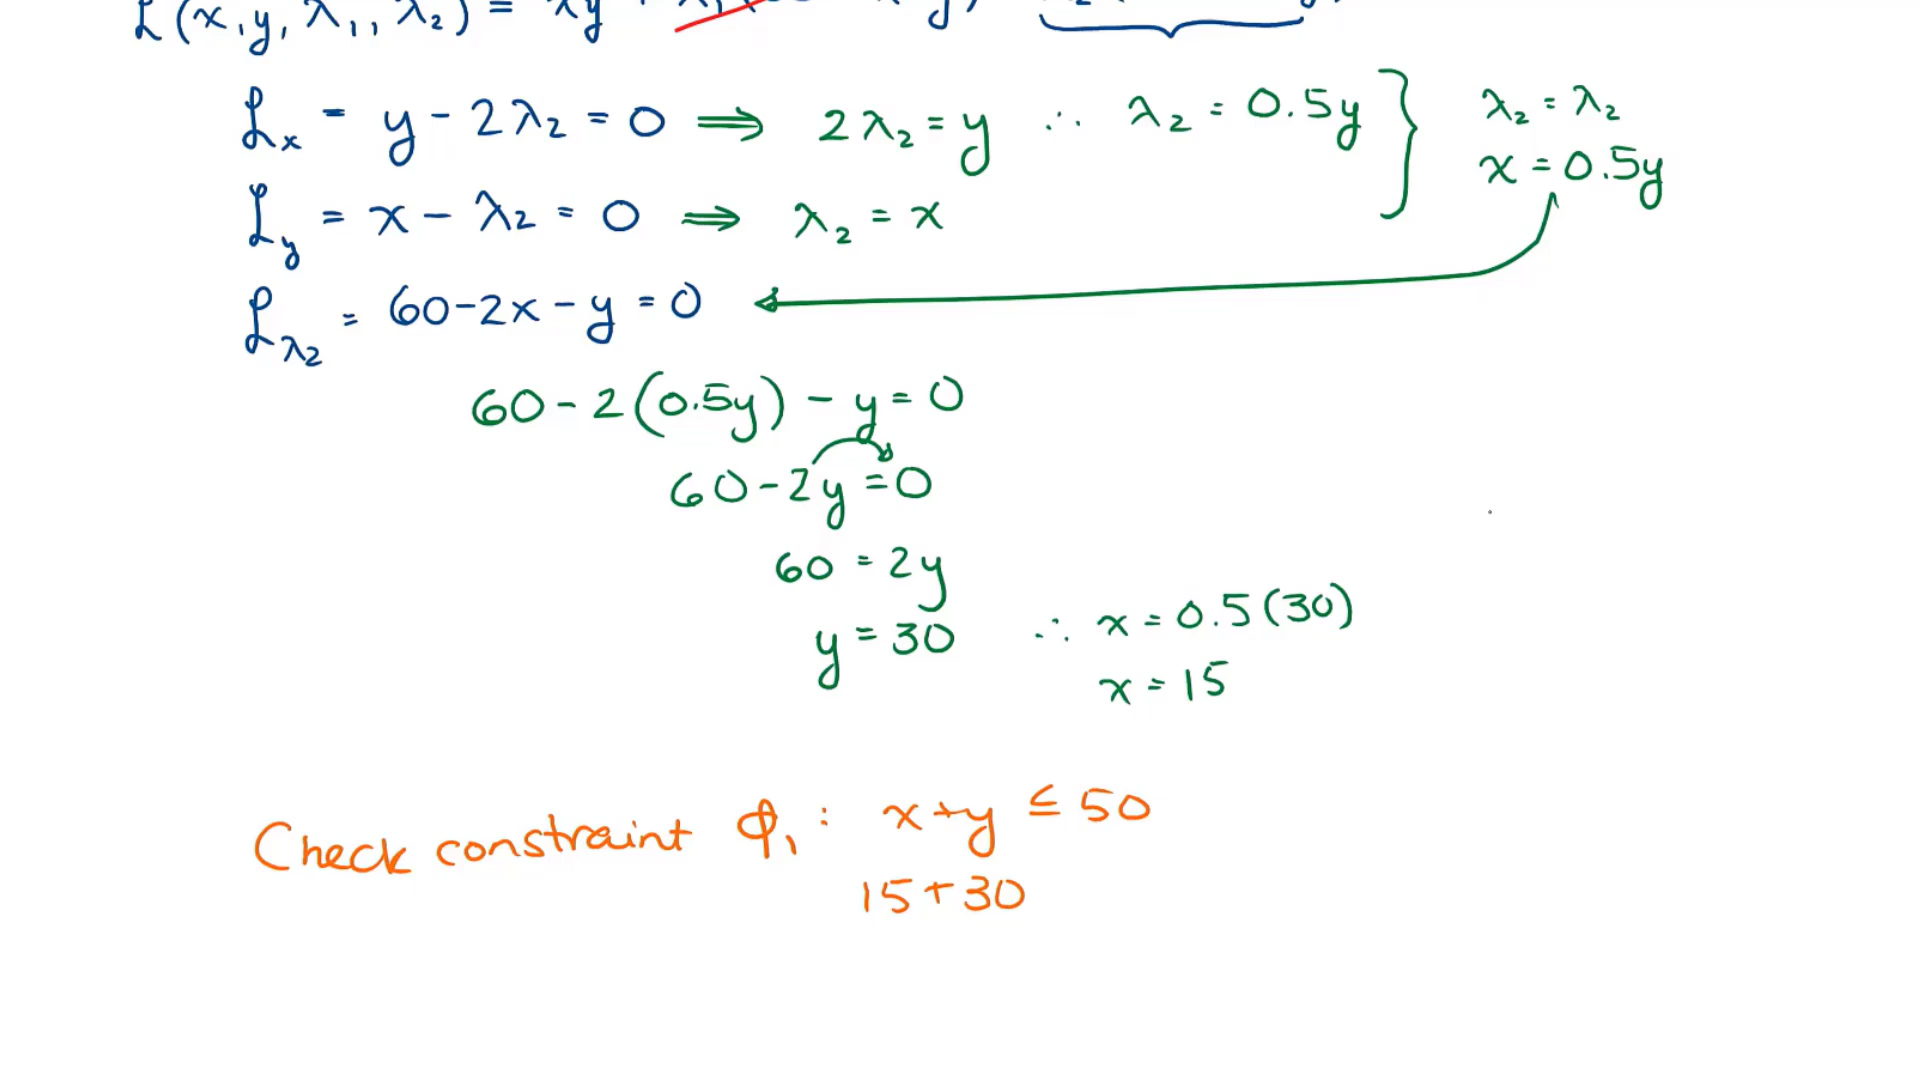 L(x, y, λ₁, λ₂) = xy
Lₓ = y - 2λ₂ = 0 ⟹ 2λ₂ = y ∴ λ₂ = 0.5y } λ₂ = λ₂
x = 0.5y
L_y = x - λ₂ = 0 ⟹ λ₂ = x
L_λ₂ = 60 - 2x - y = 0
60 - 2(0.5y) - y = 0
60 - 2y = 0
60 = 2y
y = 30 ∴ x = 0.5(30)
x = 15
Check constraint φ₁ : x + y ≤ 50
15 + 30